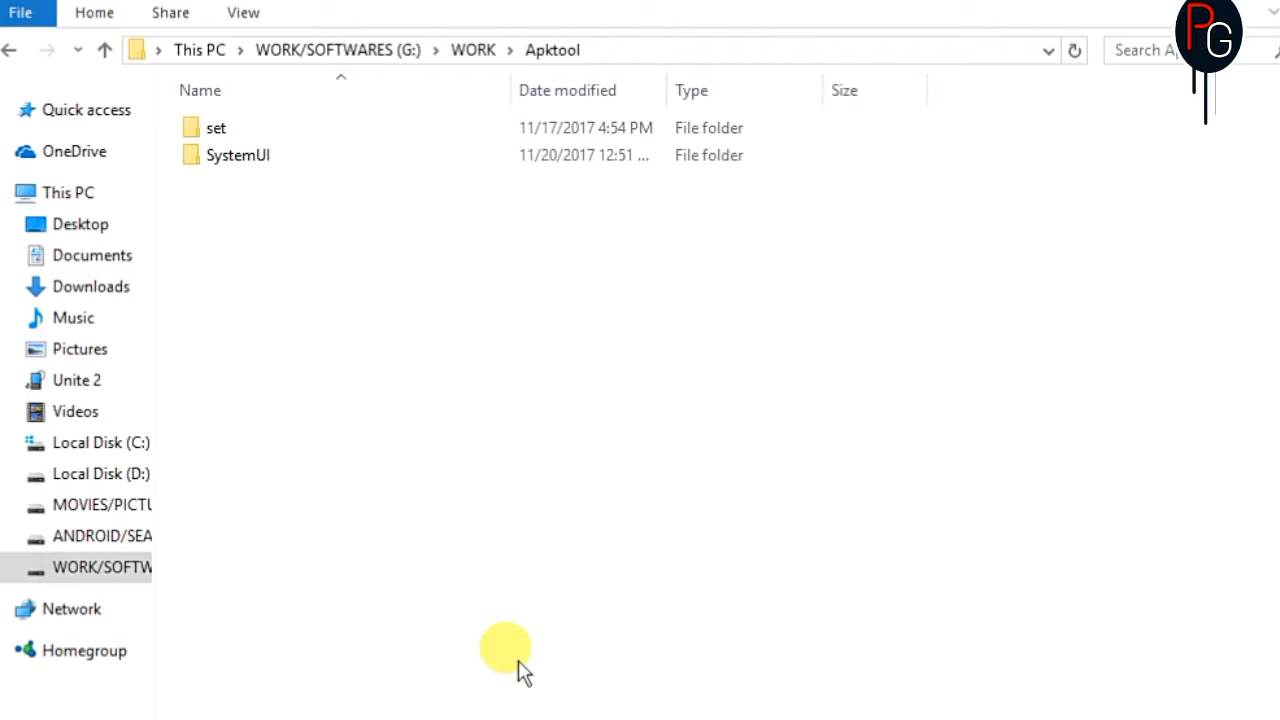 File Home Share View
PG
This PC WORK/SOFTWARES (G:) WORK Apktool
Search A
Name Date modified Type Size
set 11/17/2017 4:54 PM File folder
SystemUI 11/20/2017 12:51 ... File folder
Quick access
OneDrive
This PC
Desktop
Documents
Downloads
Music
Pictures
Unite 2
Videos
Local Disk (C:)
Local Disk (D:)
MOVIES/PICTU
ANDROID/SEA
WORK/SOFTW
Network
Homegroup